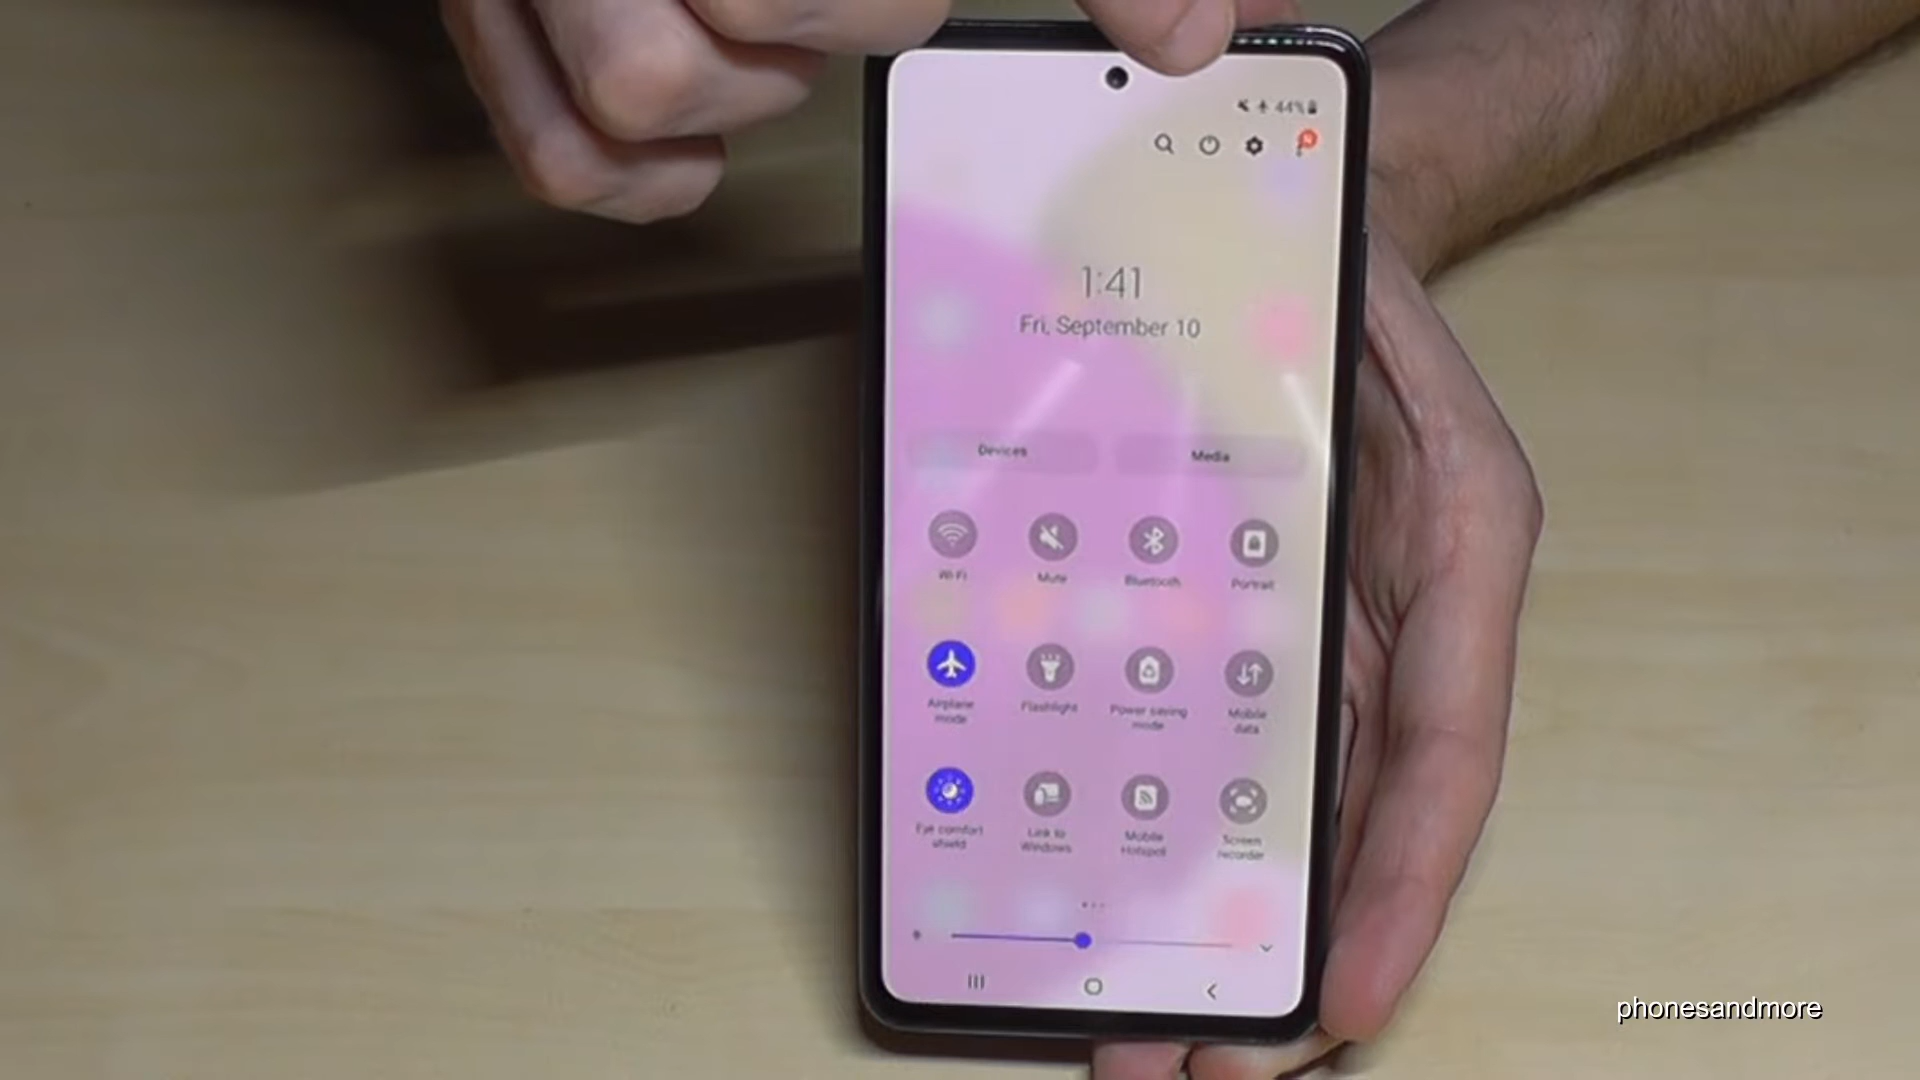 44%
N
1:41
Fri, September 10
Devices
Media
Wi-Fi
Mute
Bluetooth
Portrait
Airplane
mode
Flashlight
Power saving
mode
Mobile
data
Eye comfort
shield
Link to
Windows
Mobile
Hotspot
Screen
recorder
phonesandmore